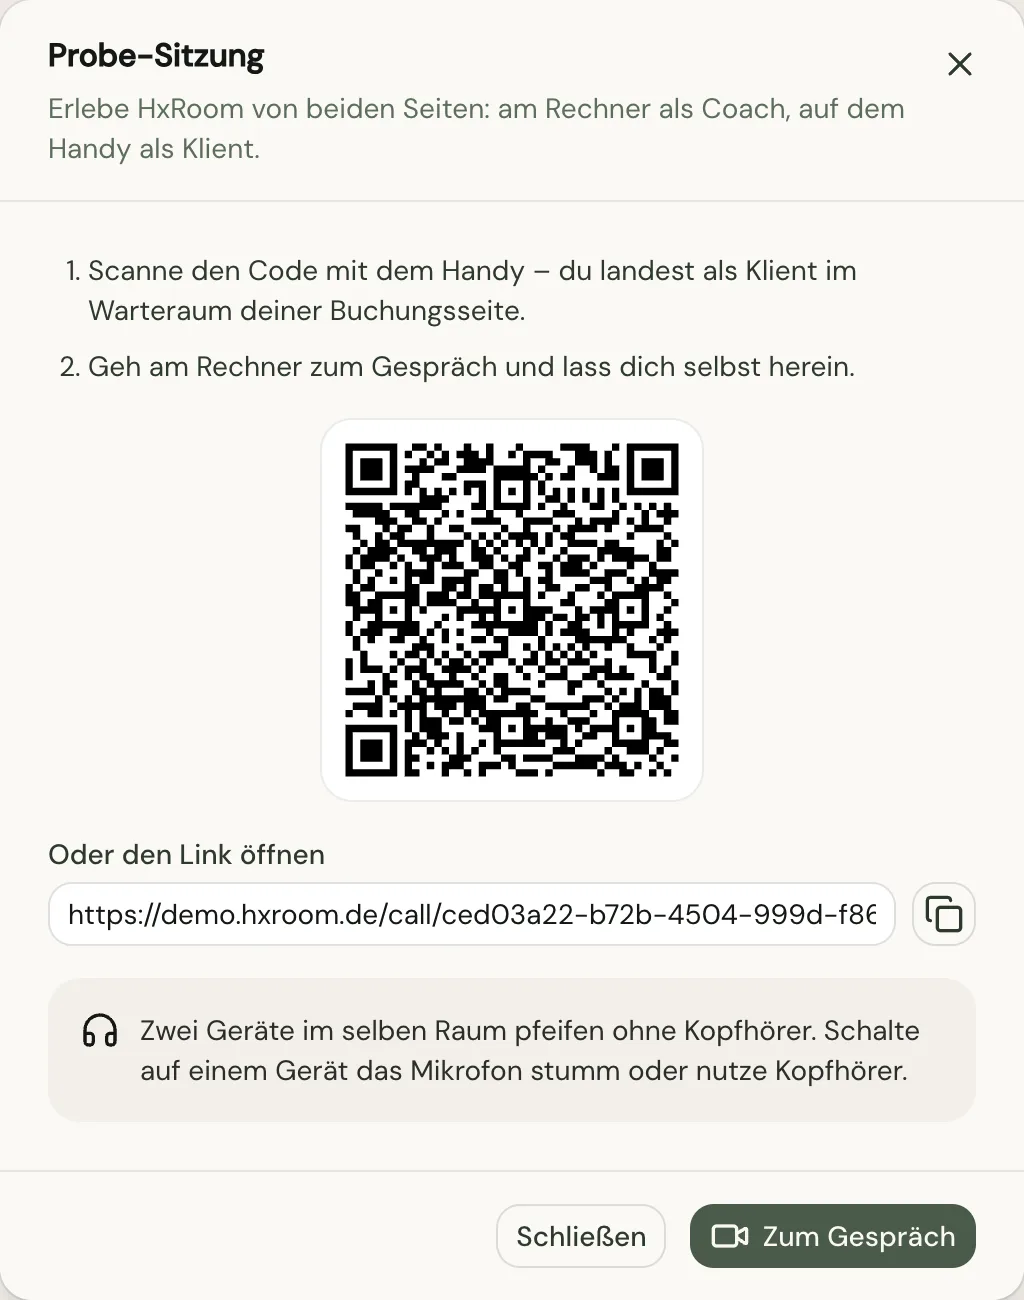 Probe-Sitzung
Erlebe HxRoom von beiden Seiten: am Rechner als Coach, auf dem
Handy als Klient.
1. Scanne den Code mit dem Handy – du landest als Klient im
Warteraum deiner Buchungsseite.
2. Geh am Rechner zum Gespräch und lass dich selbst herein.
Oder den Link öffnen
https://demo.hxroom.de/call/ced03a22-b72b-4504-999d-f86
Zwei Geräte im selben Raum pfeifen ohne Kopfhörer. Schalte
auf einem Gerät das Mikrofon stumm oder nutze Kopfhörer.
Schließen
Zum Gespräch